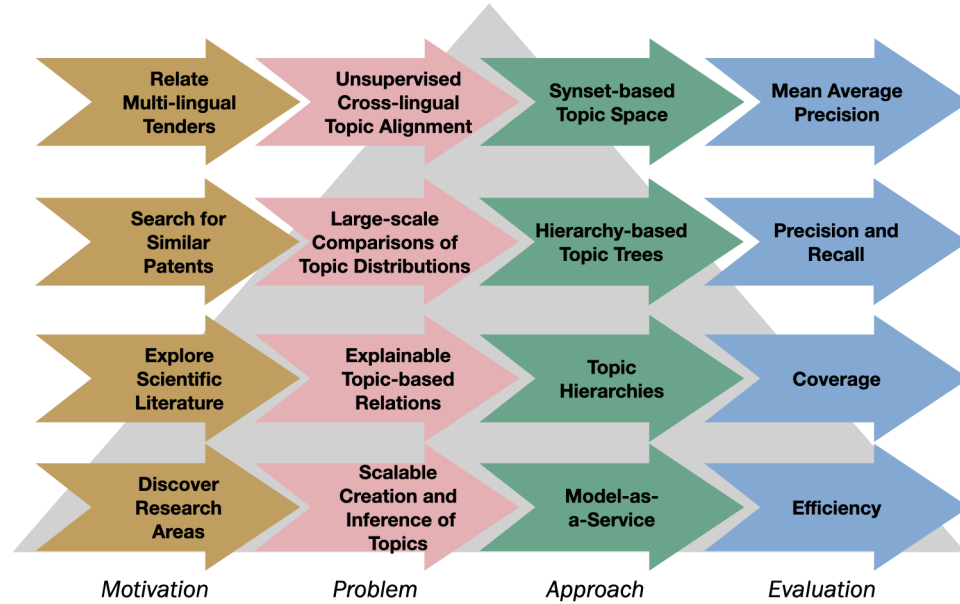 Relate
Multi-lingual
Tenders
Unsupervised
Cross-lingual
Topic Alignment
Synset-based
Topic Space
Mean Average
Precision
Search for
Similar
Patents
Large-scale
Comparisons of
Topic Distributions
Hierarchy-based
Topic Trees
Precision and
Recall
Explore
Scientific
Literature
Explainable
Topic-based
Relations
Topic
Hierarchies
Coverage
Discover
Research
Areas
Scalable
Creation and
Inference of
Topics
Model-as-
a-Service
Efficiency
Motivation
Problem
Approach
Evaluation